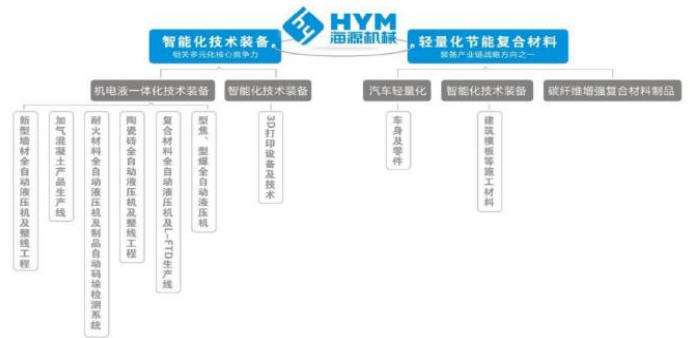 HYM
海源机械
智能化技术装备
相关多元化核心竞争力
轻量化节能复合材料
装备产业链战略方向之一
机电液一体化技术装备
智能化技术装备
汽车轻量化
智能化技术装备
碳纤维增强复合材料制品
新型墙材全自动液压机及整线工程
加气混凝土产品生产线
耐火材料全自动液压机及制品自动码垛检测系统
陶瓷砖全自动液压机及整线工程
复合材料全自动液压机及L-FTD生产线
型焦、型煤全自动液压机
3D打印设备及技术
车身及零件
建筑模板等施工材料